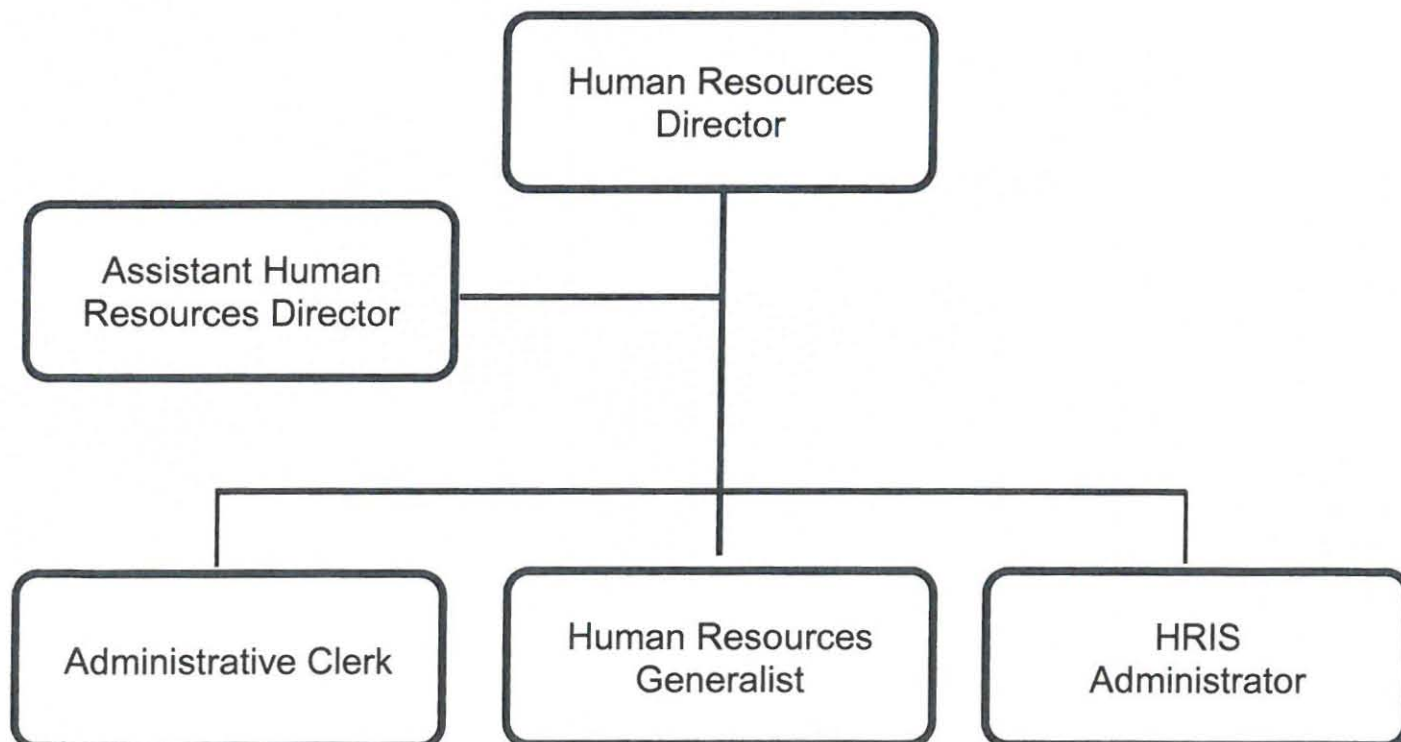 Human Resources
Director
Assistant Human
Resources Director
Administrative Clerk
Human Resources
Generalist
HRIS
Administrator